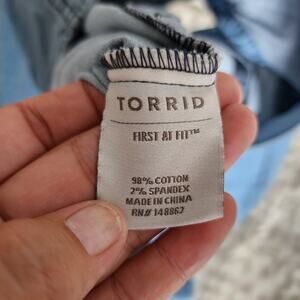 TORRID
FIRST AT FIT™
98% COTTON
2% SPANDEX
MADE IN CHINA
RN# 148862